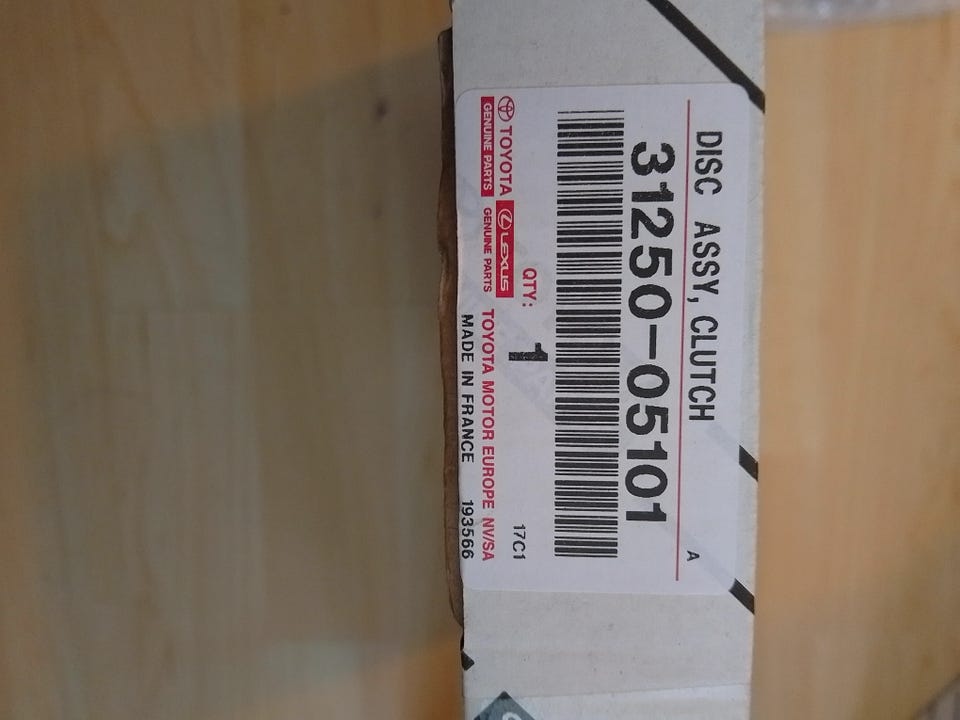 DISC ASSY, CLUTCH
A
31250-05101
QTY: 1
17C1
TOYOTA LEXUS
GENUINE PARTS GENUINE PARTS
TOYOTA MOTOR EUROPE NV/SA
MADE IN FRANCE 193566